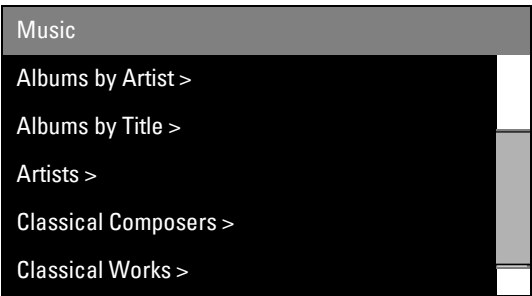 Music
Albums by Artist >
Albums by Title >
Artists >
Classical Composers >
Classical Works >